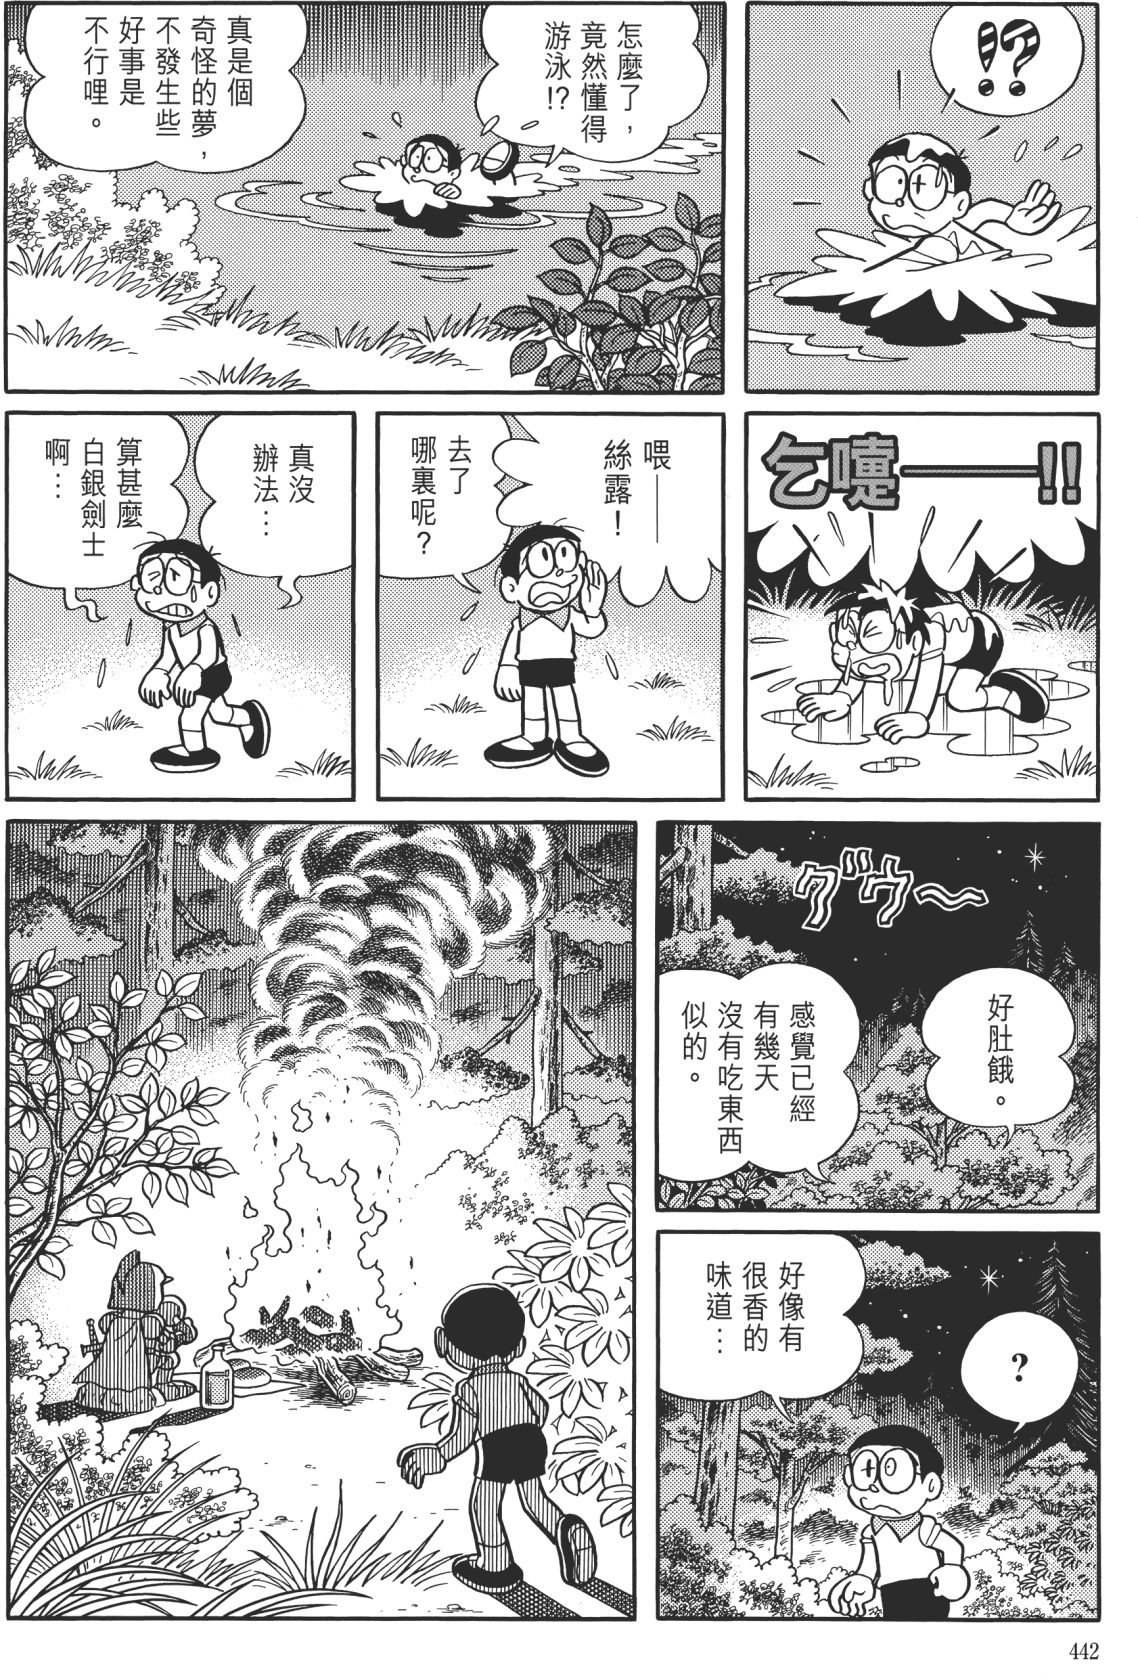 !?
怎麼了，
竟然懂得
游泳!?
真是個
奇怪的夢，
不發生些
好事是
不行哩。
乞嚏——!!
喂——
絲露！
去了
哪裏呢？
真沒
辦法…
算甚麼
白銀劍士
啊…
グウ〜
好肚餓。
感覺已經
有幾天
沒有吃東西
似的。
?
好像有
很香的
味道…
442